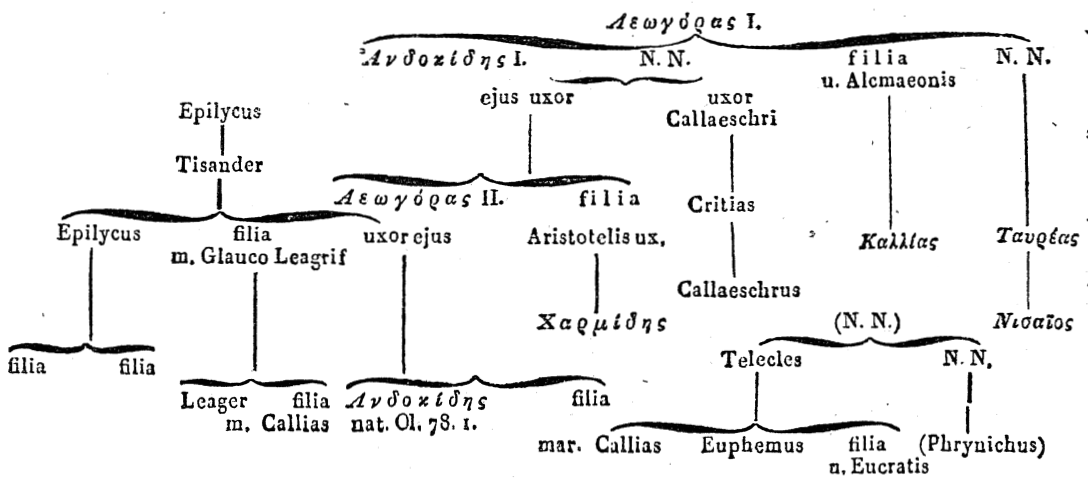 Λεωγόρας I.
Ἀνδοκίδης I. N. N. filia N. N.
u. Alcmaeonis
ejus uxor uxor
Epilycus Callaeschri
Tisander
Λεωγόρας II. filia
Critias
Epilycus filia uxor ejus Aristotelis ux. Καλλίας Ταυρέας
m. Glauco Leagrif
Callaeschrus
Χαρμίδης (N. N.) Νισαῖος
filia filia Telecles N. N.
Leager filia Ἀνδοκίδης filia
m. Callias nat. Ol. 78. 1.
mar. Callias Euphemus filia (Phrynichus)
n. Eucratis